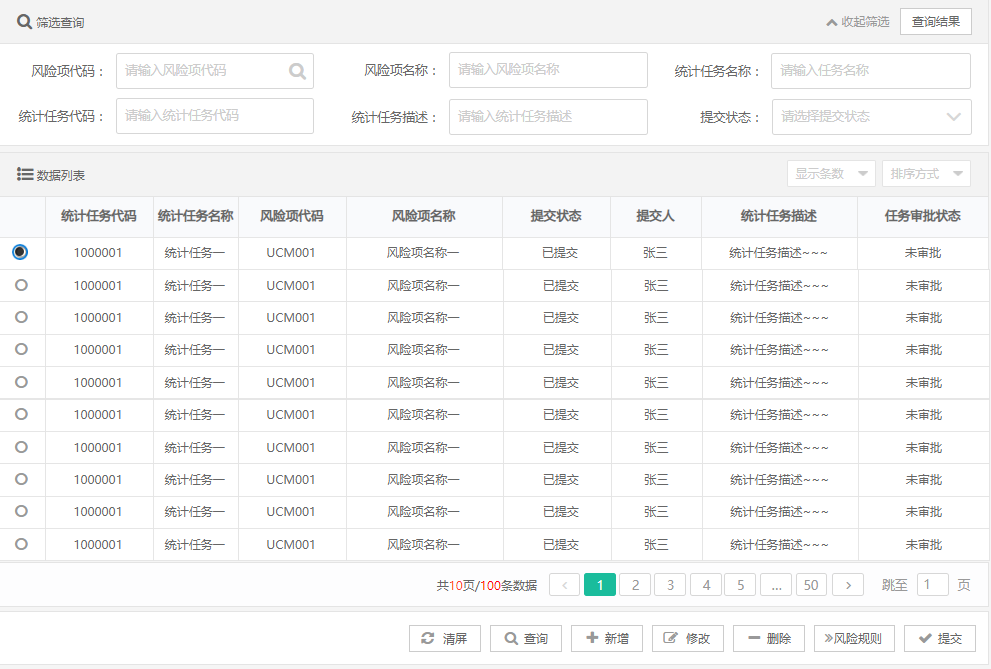 筛选查询 收起筛选 查询结果
风险项代码： 请输入风险项代码 风险项名称： 请输入风险项名称 统计任务名称： 请输入任务名称
统计任务代码： 请输入统计任务代码 统计任务描述： 请输入统计任务描述 提交状态： 请选择提交状态
数据列表 显示条数 排序方式
统计任务代码 统计任务名称 风险项代码 风险项名称 提交状态 提交人 统计任务描述 任务审批状态
1000001 统计任务一 UCM001 风险项名称一 已提交 张三 统计任务描述~~~ 未审批
1000001 统计任务一 UCM001 风险项名称一 已提交 张三 统计任务描述~~~ 未审批
1000001 统计任务一 UCM001 风险项名称一 已提交 张三 统计任务描述~~~ 未审批
1000001 统计任务一 UCM001 风险项名称一 已提交 张三 统计任务描述~~~ 未审批
1000001 统计任务一 UCM001 风险项名称一 已提交 张三 统计任务描述~~~ 未审批
1000001 统计任务一 UCM001 风险项名称一 已提交 张三 统计任务描述~~~ 未审批
1000001 统计任务一 UCM001 风险项名称一 已提交 张三 统计任务描述~~~ 未审批
1000001 统计任务一 UCM001 风险项名称一 已提交 张三 统计任务描述~~~ 未审批
1000001 统计任务一 UCM001 风险项名称一 已提交 张三 统计任务描述~~~ 未审批
1000001 统计任务一 UCM001 风险项名称一 已提交 张三 统计任务描述~~~ 未审批
共10页/100条数据 < 1 2 3 4 5 ... 50 > 跳至 1 页
清屏 查询 新增 修改 删除 风险规则 提交